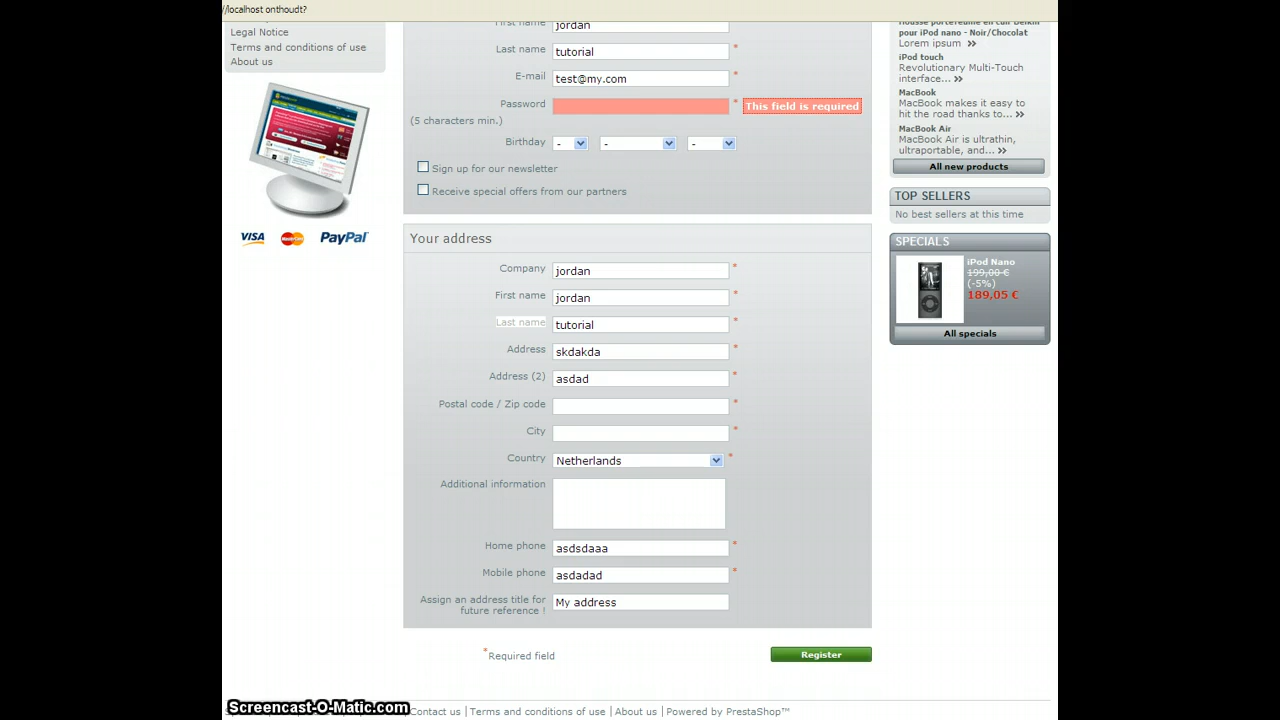 //localhost onthoudt?
Legal Notice
Terms and conditions of use
About us
VISA
MasterCard
PayPal
First name
jordan
Last name
tutorial
*
E-mail
test@my.com
*
Password
*
This field is required
(5 characters min.)
Birthday
-
-
-
Sign up for our newsletter
Receive special offers from our partners
Your address
Company
jordan
*
First name
jordan
*
Last name
tutorial
*
Address
skdakda
*
Address (2)
asdad
*
Postal code / Zip code
*
City
*
Country
Netherlands
*
Additional information
Home phone
asdsdaaa
*
Mobile phone
asdadad
*
Assign an address title for
future reference !
My address
*Required field
Register
Housse portefeuille en cuir Belkin
pour iPod nano - Noir/Chocolat
Lorem ipsum »
iPod touch
Revolutionary Multi-Touch
interface... »
MacBook
MacBook makes it easy to
hit the road thanks to... »
MacBook Air
MacBook Air is ultrathin,
ultraportable, and... »
All new products
TOP SELLERS
No best sellers at this time
SPECIALS
iPod Nano
199,00 €
(-5%)
189,05 €
All specials
Contact us | Terms and conditions of use | About us | Powered by PrestaShop™
Screencast-O-Matic.com